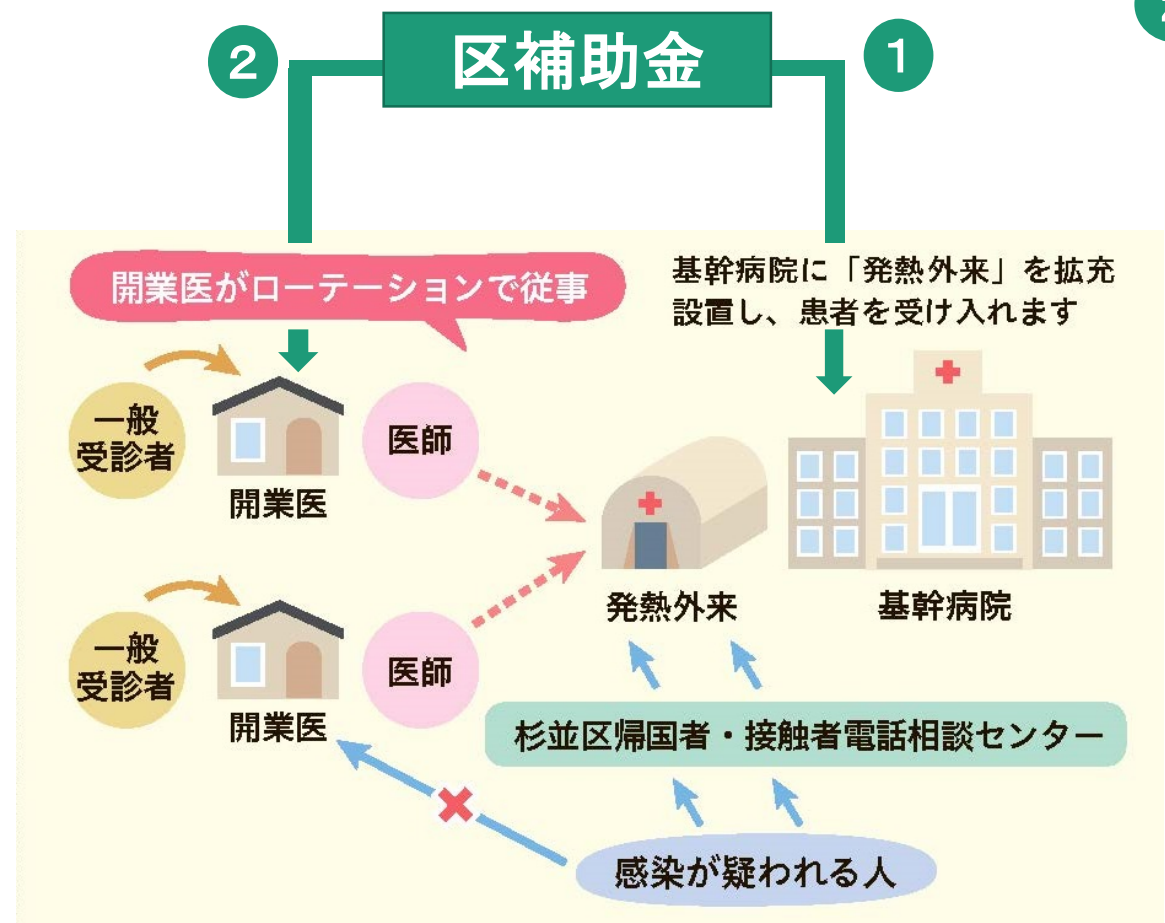 区補助金
2
1
開業医がローテーションで従事
基幹病院に「発熱外来」を拡充
設置し、患者を受け入れます
一般
受診者
開業医
医師
発熱外来
基幹病院
一般
受診者
開業医
医師
杉並区帰国者・接触者電話相談センター
感染が疑われる人